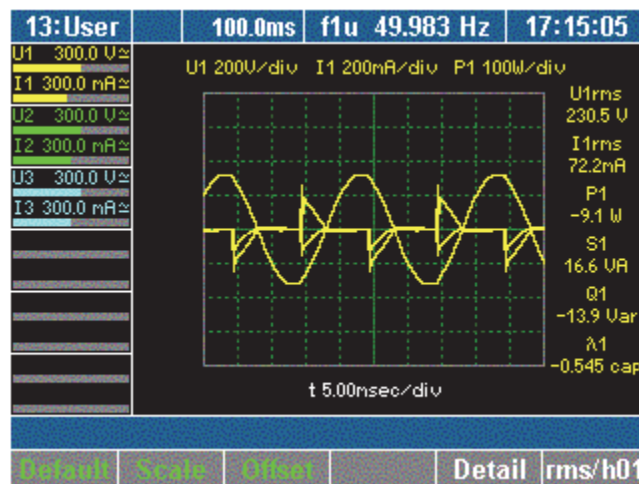 13:User 100.0ms f1u 49.983 Hz 17:15:05
U1 300.0 V≃
I1 300.0 mA≃
U2 300.0 V≃
I2 300.0 mA≃
U3 300.0 V≃
I3 300.0 mA≃
U1 200V/div I1 200mA/div P1 100W/div
U1rms
230.5 V
I1rms
72.2mA
P1
-9.1 W
S1
16.6 VA
Q1
-13.9 Var
λ1
-0.545 cap
t 5.00msec/div
Default Scale Offset Detail rms/h01